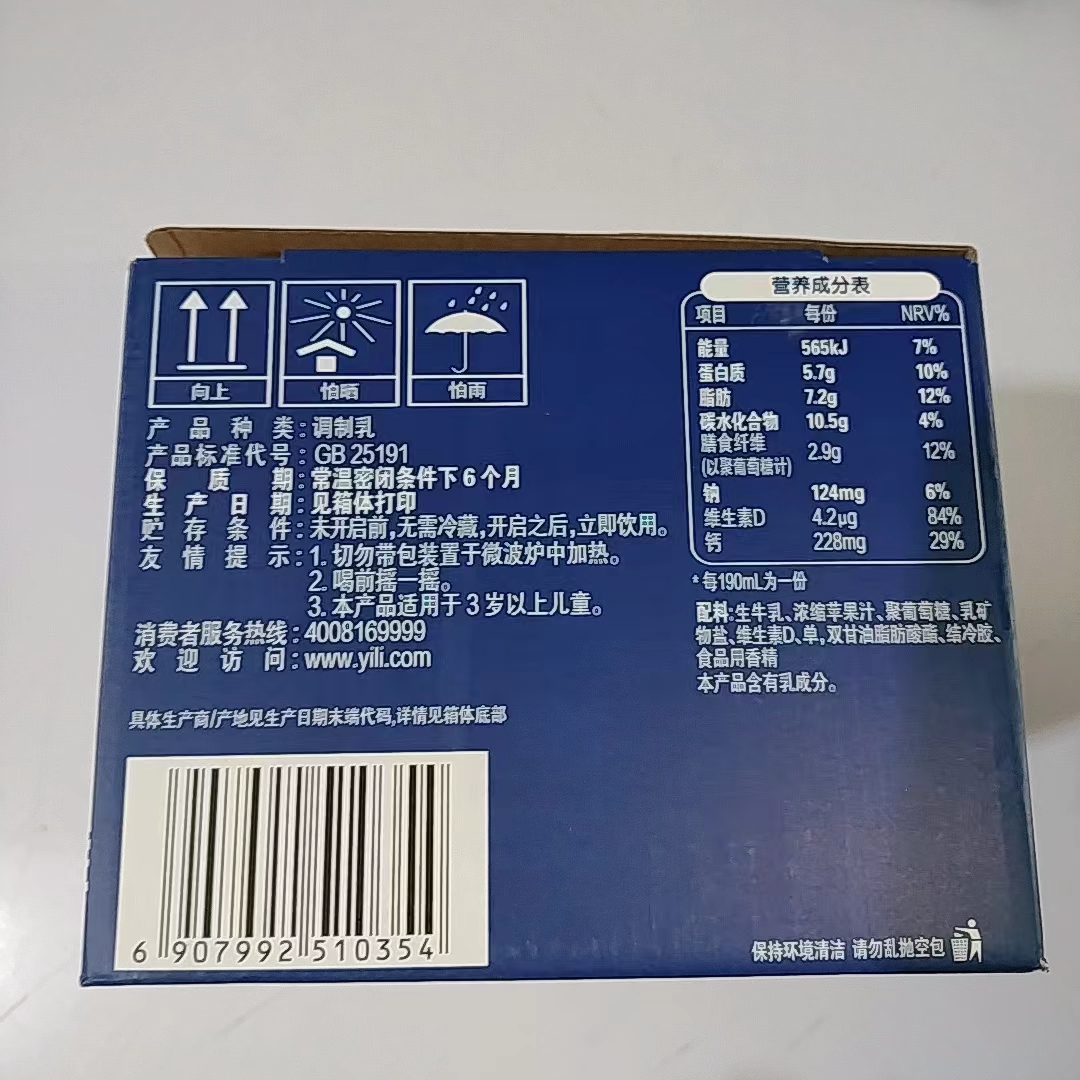 向上 怕晒 怕雨
产品种类:调制乳
产品标准代号:GB 25191
保质期:常温密闭条件下6个月
生产日期:见箱体打印
贮存条件:未开启前,无需冷藏,开启之后,立即饮用。
友情提示:1. 切勿带包装置于微波炉中加热。
2. 喝前摇一摇。
3. 本产品适用于3岁以上儿童。
消费者服务热线:4008169999
欢迎访问:www.yili.com
具体生产商/产地见生产日期末端代码,详情见箱体底部
6 907992 510354
营养成分表
项目 每份 NRV%
能量 565kJ 7%
蛋白质 5.7g 10%
脂肪 7.2g 12%
碳水化合物 10.5g 4%
膳食纤维
(以聚葡萄糖计) 2.9g 12%
钠 124mg 6%
维生素D 4.2μg 84%
钙 228mg 29%
*每190mL为一份
配料:生牛乳、浓缩苹果汁、聚葡萄糖、乳矿
物盐、维生素D、单,双甘油脂肪酸酯、结冷胶、
食品用香精
本产品含有乳成分。
保持环境清洁 请勿乱抛空包